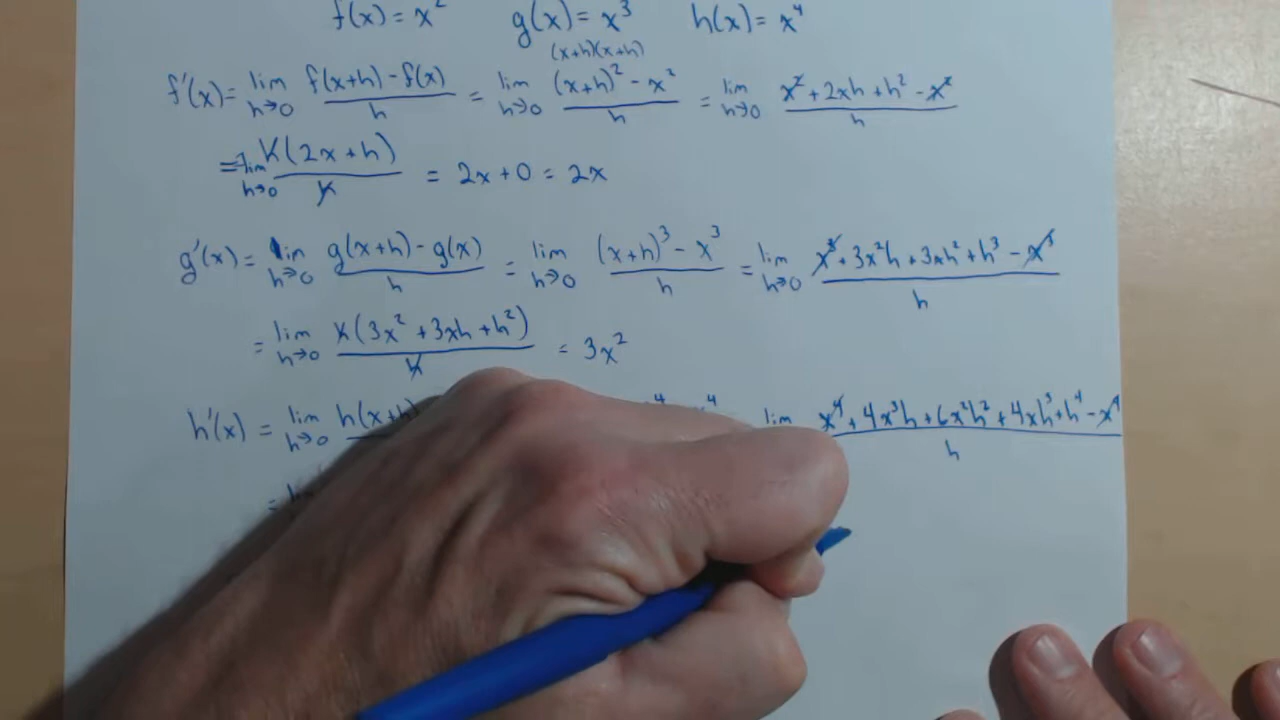 f(x) = x² g(x) = x³ h(x) = x⁴
(x+h)(x+h)
f'(x) = lim h→0 f(x+h) - f(x) / h = lim h→0 (x+h)² - x² / h = lim h→0 x² + 2xh + h² - x² / h
= lim h→0 h(2x + h) / h = 2x + 0 = 2x
g'(x) = lim h→0 g(x+h) - g(x) / h = lim h→0 (x+h)³ - x³ / h = lim h→0 x³ + 3x²h + 3xh² + h³ - x³ / h
= lim h→0 h(3x² + 3xh + h²) / h = 3x²
h'(x) = lim h→0 h(x+h) lim x⁴ + 4x³h + 6x²h² + 4xh³ + h⁴ - x⁴ / h
=